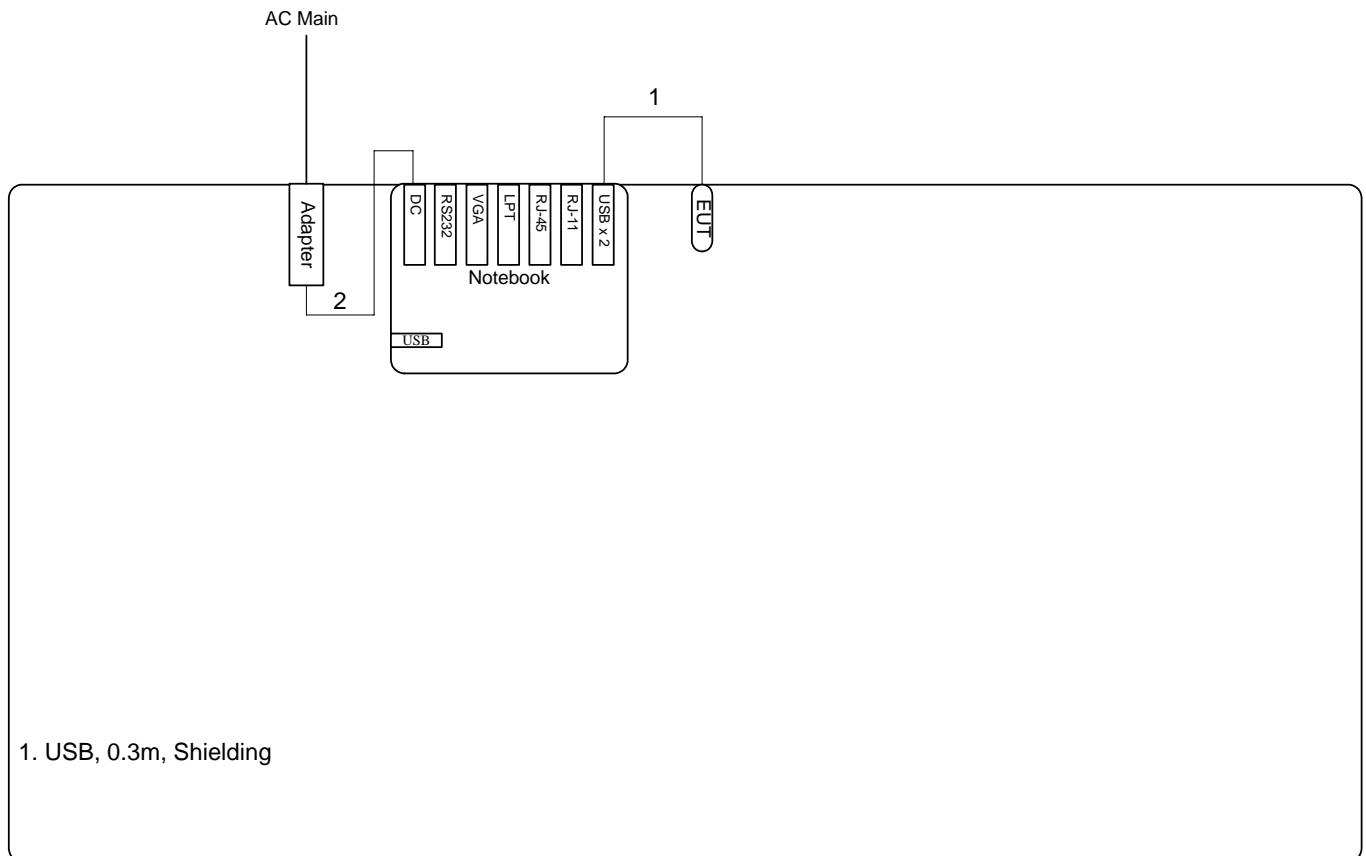 AC Main
1
Adapter
DC
RS232
VGA
LPT
RJ-45
RJ-11
USB x 2
EUT
Notebook
2
USB
1. USB, 0.3m, Shielding